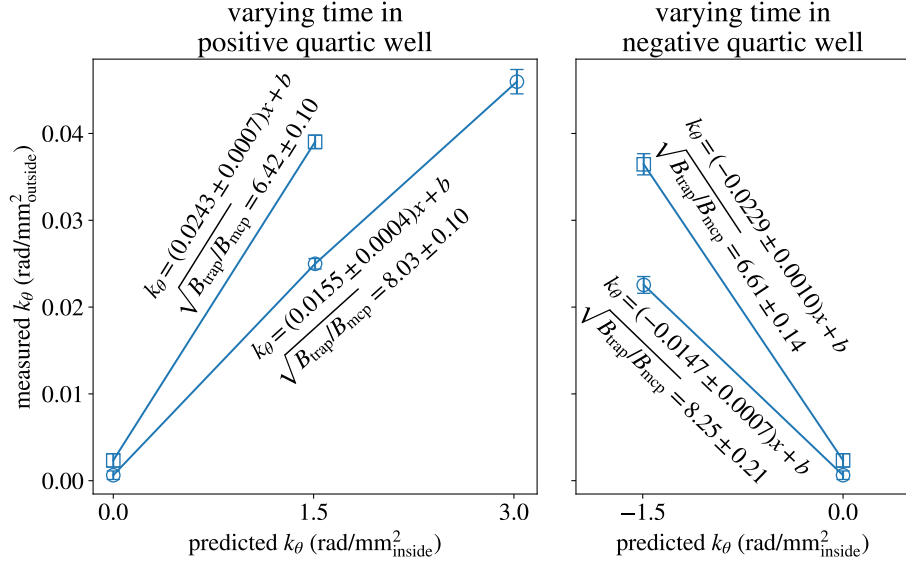 varying time in
positive quartic well
varying time in
negative quartic well
measured k_θ (rad/mm²_outside)
0.04
0.03
0.02
0.01
0.00
k_θ = (0.0243 ± 0.0007)x + b
√B_trap/B_mcp = 6.42 ± 0.10
k_θ = (0.0155 ± 0.0004)x + b
√B_trap/B_mcp = 8.03 ± 0.10
k_θ = (−0.0229 ± 0.0010)x + b
√B_trap/B_mcp = 6.61 ± 0.14
k_θ = (−0.0147 ± 0.0007)x + b
√B_trap/B_mcp = 8.25 ± 0.21
0.0
1.5
3.0
−1.5
0.0
predicted k_θ (rad/mm²_inside)
predicted k_θ (rad/mm²_inside)